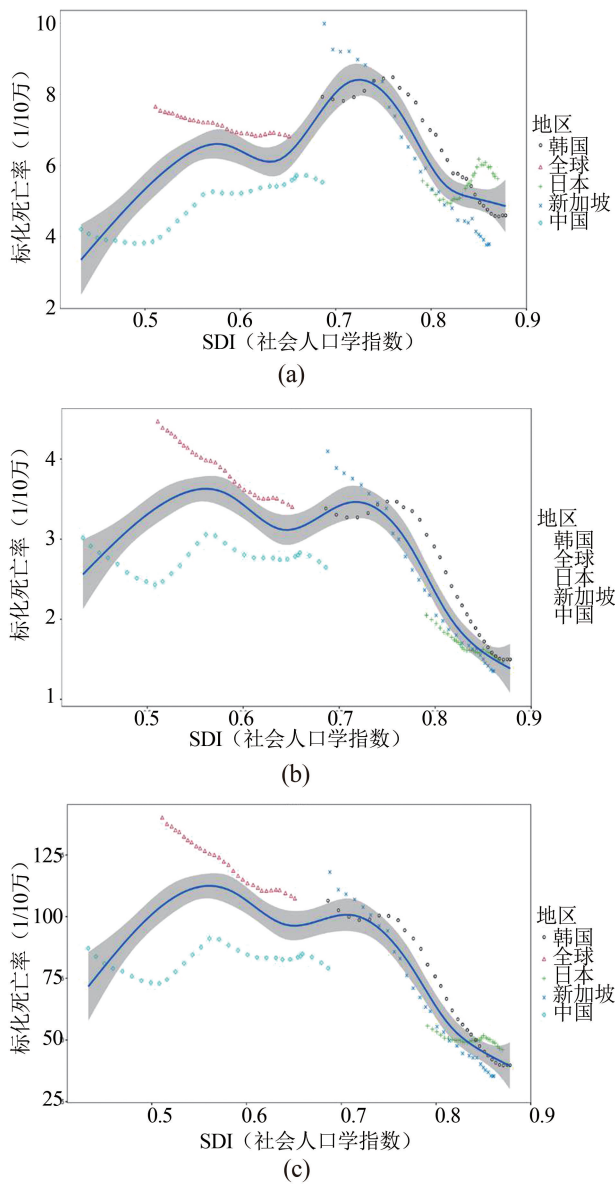 10
8
6
4
2
标化死亡率（1/10万）
0.5
0.6
0.7
0.8
0.9
SDI（社会人口学指数）
地区
韩国
全球
日本
新加坡
中国
(a)
4
3
2
1
标化死亡率（1/10万）
0.5
0.6
0.7
0.8
0.9
SDI（社会人口学指数）
地区
韩国
全球
日本
新加坡
中国
(b)
125
100
75
50
25
标化死亡率（1/10万）
0.5
0.6
0.7
0.8
0.9
SDI（社会人口学指数）
地区
韩国
全球
日本
新加坡
中国
(c)